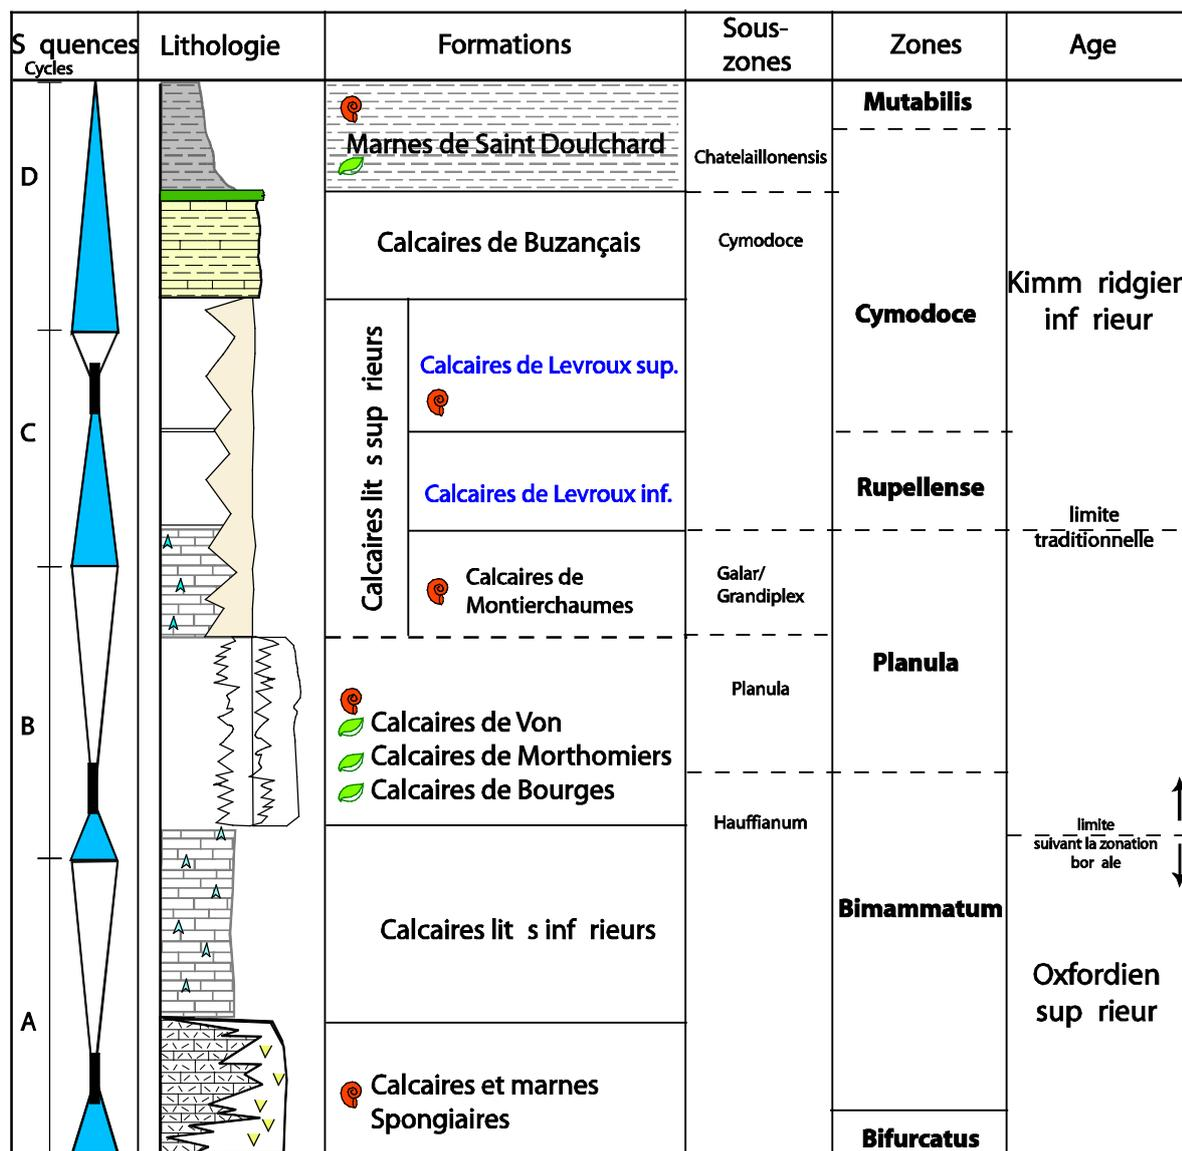 S quences
Cycles
Lithologie
Formations
Sous-
zones
Zones
Age
Mutabilis
Marnes de Saint Doulchard
Chatelaillonensis
D
Calcaires de Buzançais
Cymodoce
Kimm ridgien
inf rieur
Cymodoce
Calcaires lit s sup rieurs
Calcaires de Levroux sup.
C
Calcaires de Levroux inf.
Rupellense
limite
traditionnelle
Calcaires de
Montierchaumes
Galar/
Grandiplex
Planula
Planula
B
Calcaires de Von
Calcaires de Morthomiers
Calcaires de Bourges
Hauffianum
limite
suivant la zonation
bor ale
Bimammatum
Calcaires lit s inf rieurs
Oxfordien
sup rieur
A
Calcaires et marnes
Spongiaires
Bifurcatus